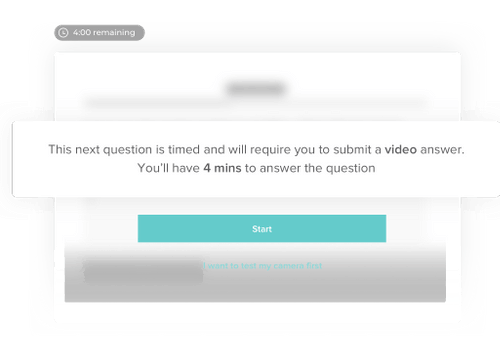 4:00 remaining
This next question is timed and will require you to submit a video answer.
You'll have 4 mins to answer the question
Start
I want to test my camera first